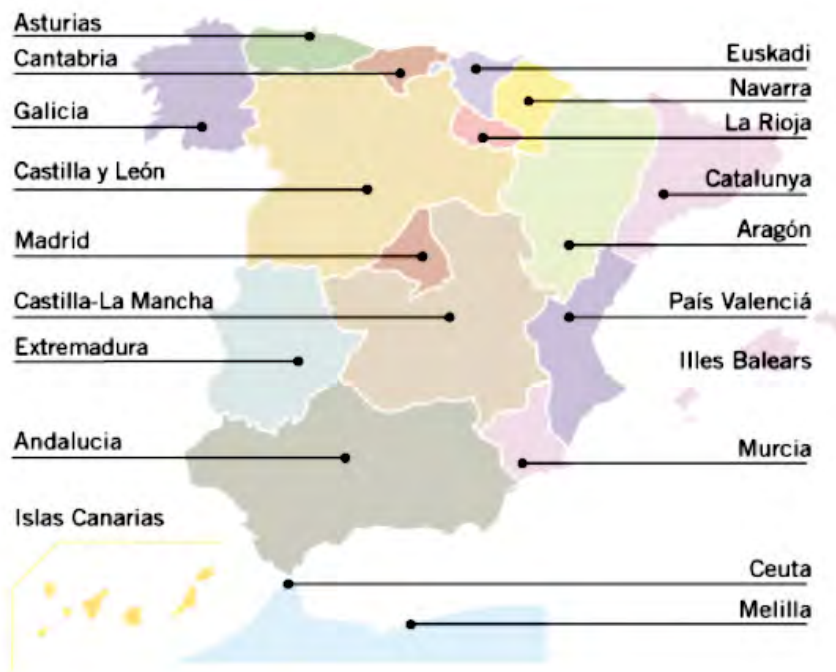 Asturias
Cantabria
Galicia
Castilla y León
Madrid
Castilla-La Mancha
Extremadura
Andalucia
Islas Canarias
Euskadi
Navarra
La Rioja
Catalunya
Aragón
País Valenciá
Illes Balears
Murcia
Ceuta
Melilla